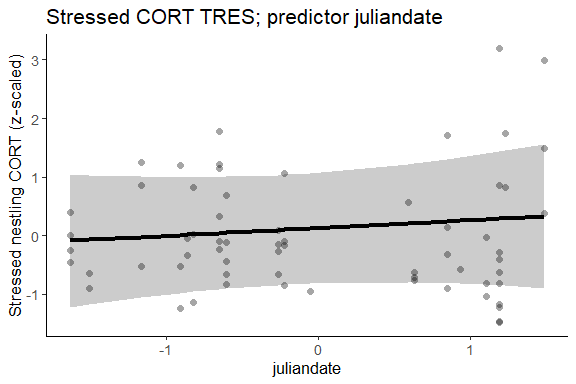 Stressed CORT TRES; predictor juliandate
Stressed nestling CORT (z-scaled)
3
2
1
0
-1
-1
0
1
juliandate